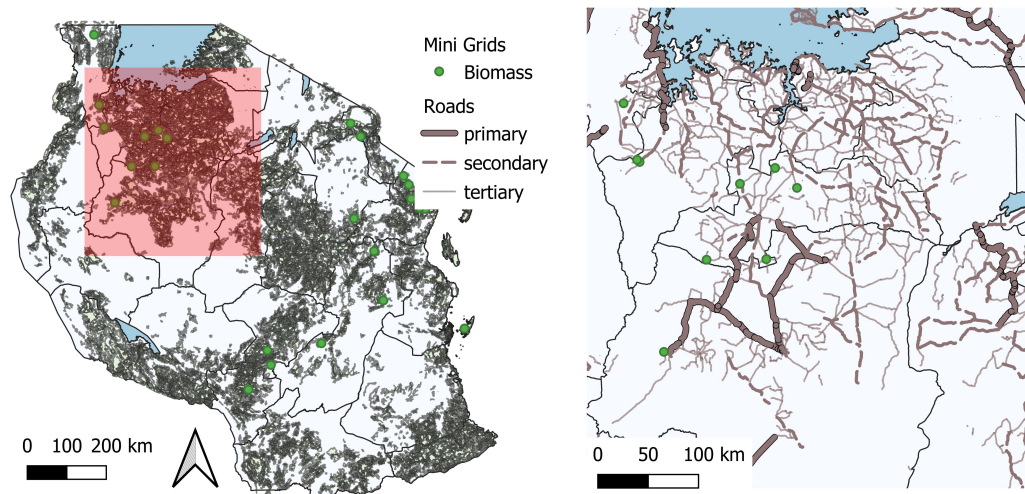 Mini Grids
Biomass
Roads
primary
secondary
tertiary
0 100 200 km
0 50 100 km